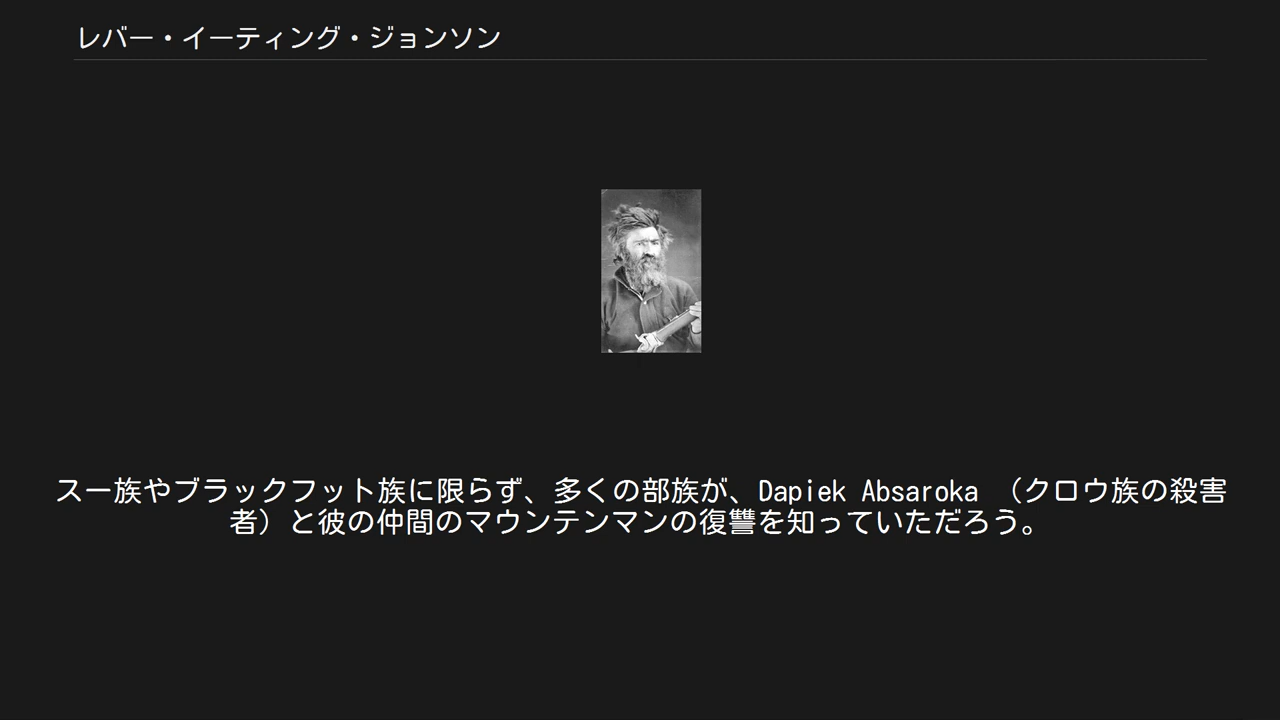 レバー・イーティング・ジョンソン
スー族やブラックフット族に限らず、多くの部族が、Dapiek Absaroka （クロウ族の殺害
者）と彼の仲間のマウンテンマンの復讐を知っていただろう。